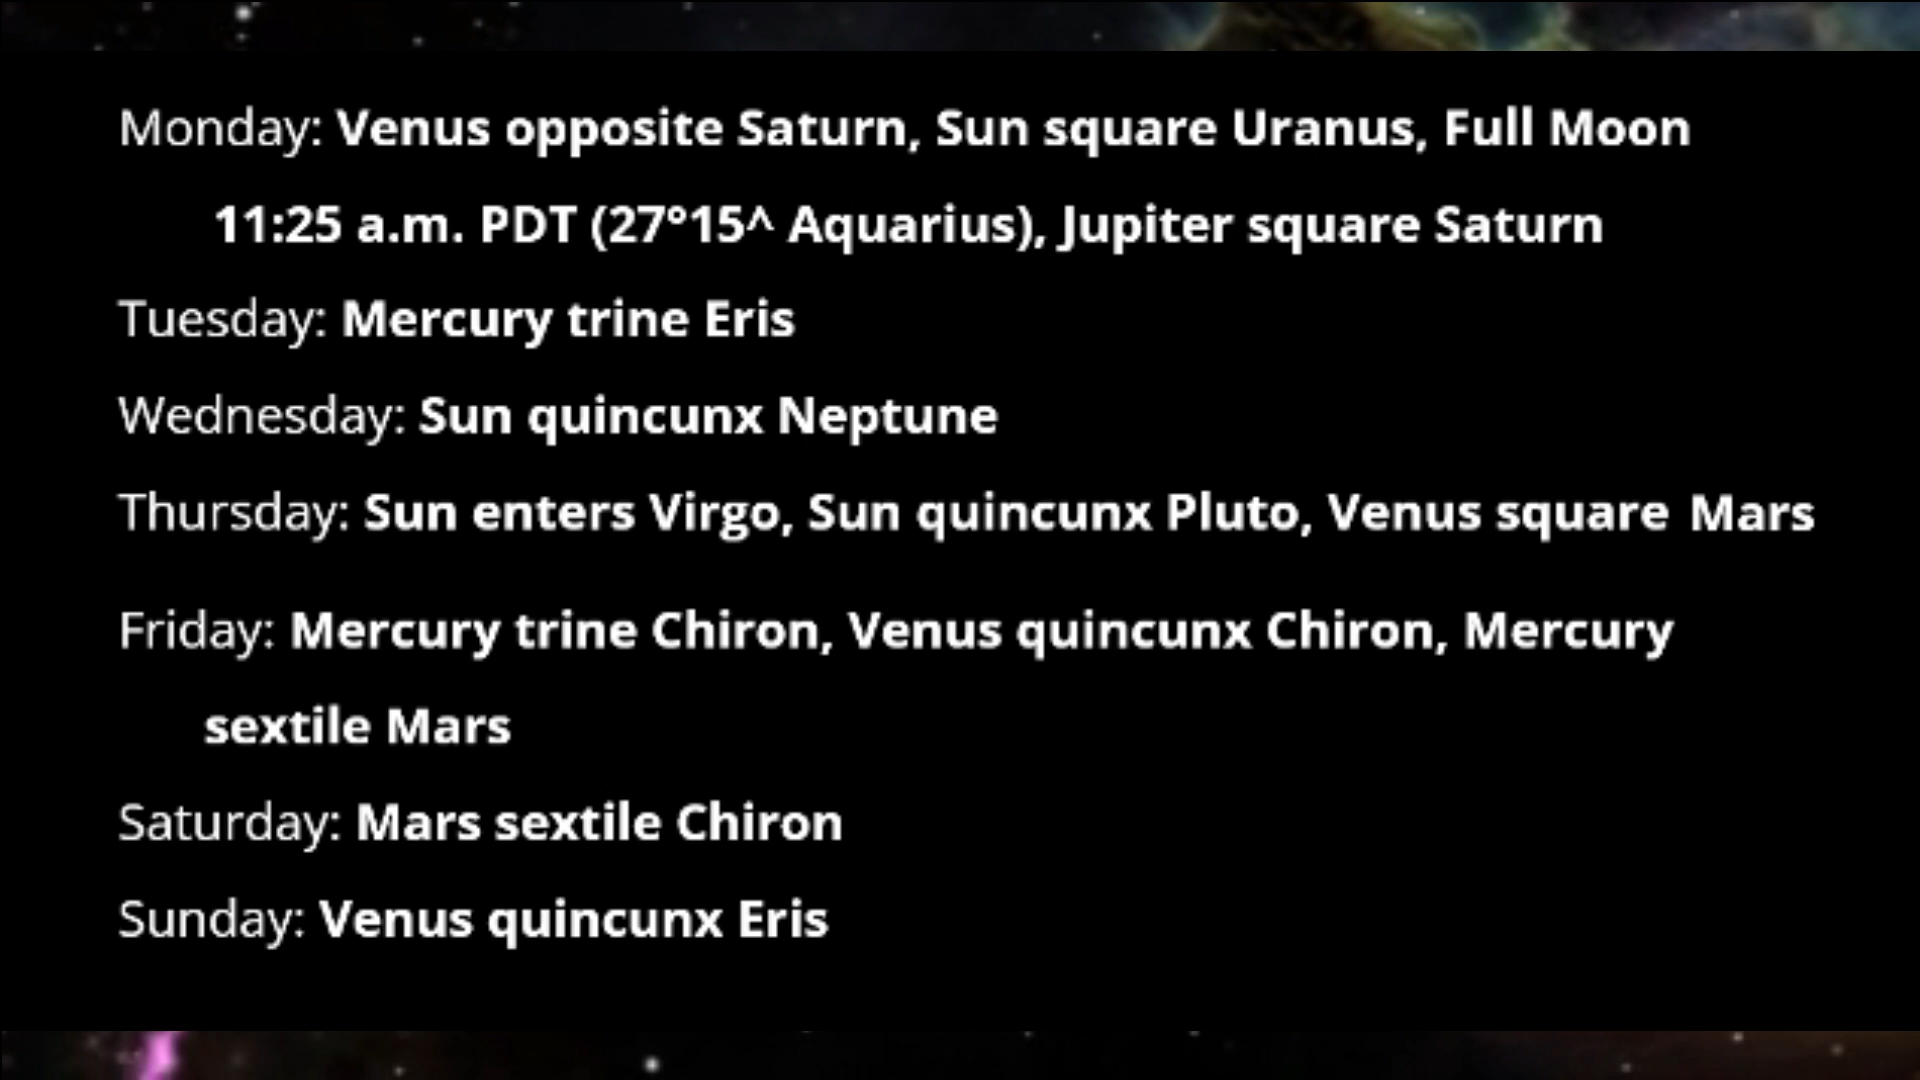 Monday: Venus opposite Saturn, Sun square Uranus, Full Moon
11:25 a.m. PDT (27°15^ Aquarius), Jupiter square Saturn
Tuesday: Mercury trine Eris
Wednesday: Sun quincunx Neptune
Thursday: Sun enters Virgo, Sun quincunx Pluto, Venus square Mars
Friday: Mercury trine Chiron, Venus quincunx Chiron, Mercury
sextile Mars
Saturday: Mars sextile Chiron
Sunday: Venus quincunx Eris